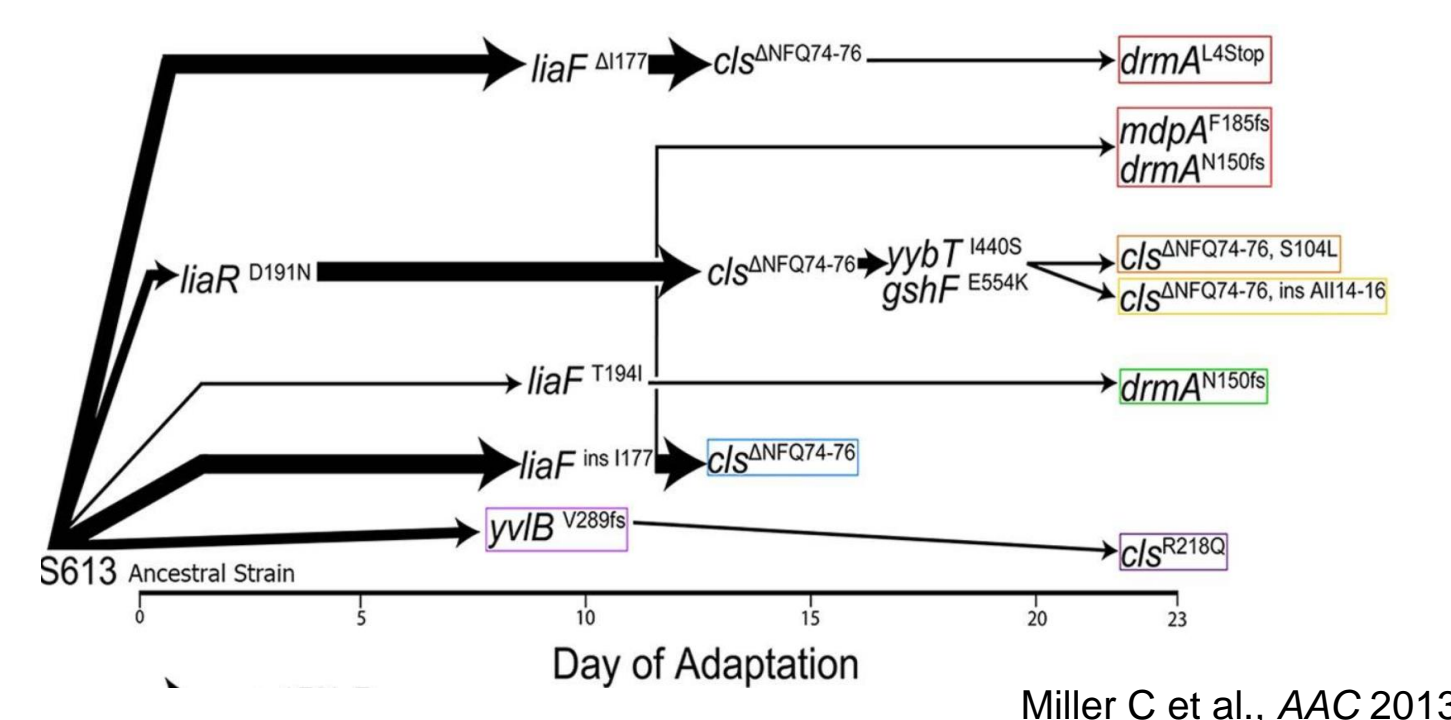 liaF ΔI177 cls ΔNFQ74-76 drmA L4Stop
mdpA F185fs
drmA N150fs
liaR D191N cls ΔNFQ74-76 yybT I440S cls ΔNFQ74-76, S104L
gshF E554K cls ΔNFQ74-76, ins AII14-16
liaF T194I drmA N150fs
liaF ins I177 cls ΔNFQ74-76
yvlB V289fs cls R218Q
S613 Ancestral Strain
0 5 10 15 20 23
Day of Adaptation
Miller C et al., AAC 2013